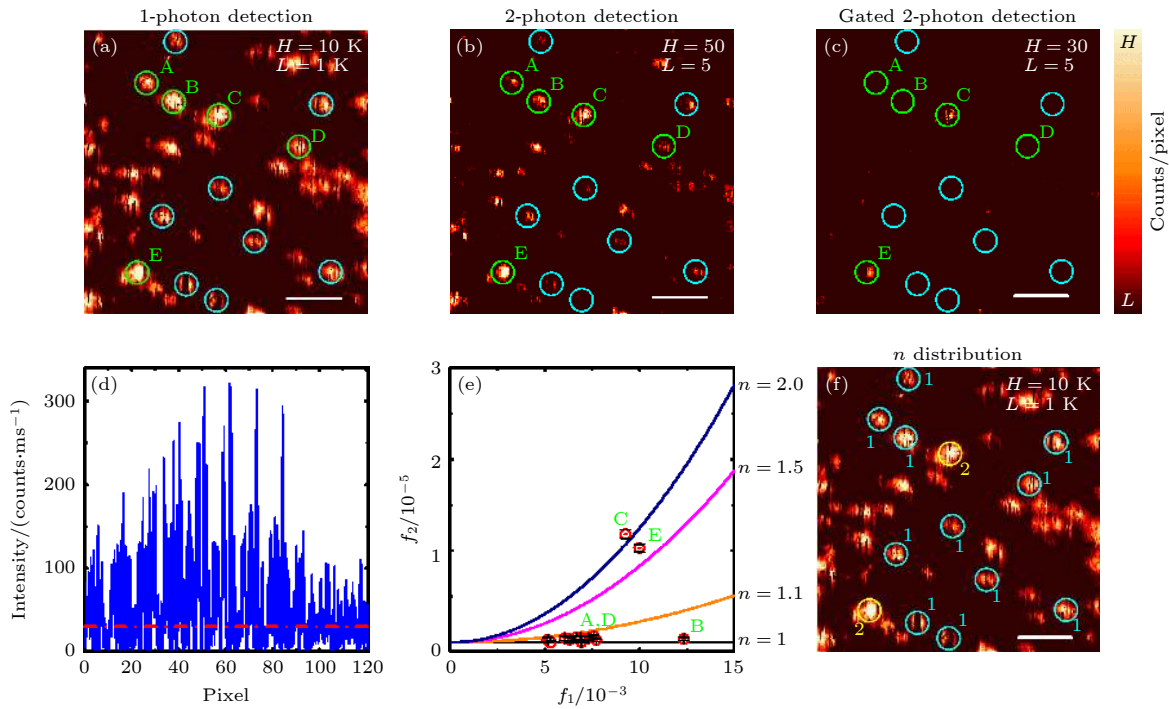 1-photon detection
2-photon detection
Gated 2-photon detection
(a)
H = 10 K
L = 1 K
A
B
C
D
E
(b)
H = 50
L = 5
A
B
C
D
E
(c)
H = 30
L = 5
A
B
C
D
E
H
L
Counts/pixel
(d)
300
200
100
0
0 20 40 60 80 100 120
Pixel
Intensity/(counts·ms⁻¹)
(e)
3
2
1
0
0 5 10 15
f₁/10⁻³
f₂/10⁻⁵
C
E
A,D
B
n = 2.0
n = 1.5
n = 1.1
n = 1
n distribution
(f)
H = 10 K
L = 1 K
1
1
1
2
1
1
1
1
1
2
1
1
1